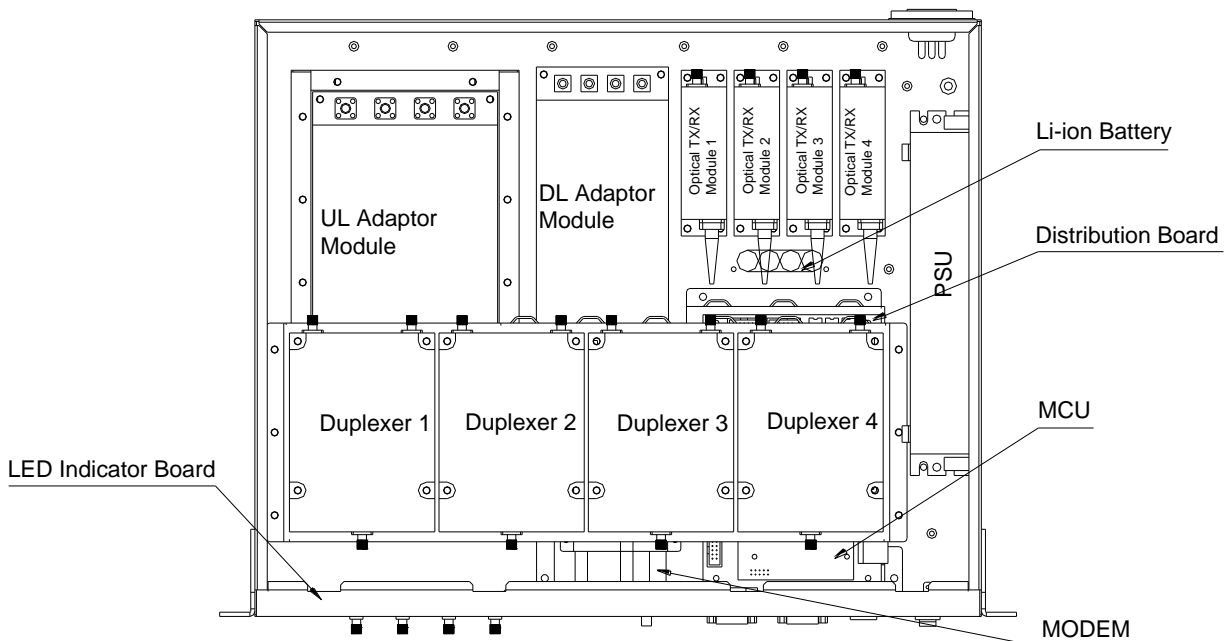 Li-ion Battery
Optical TX/RX
Module 1
Optical TX/RX
Module 2
Optical TX/RX
Module 3
Optical TX/RX
Module 4
UL Adaptor
Module
DL Adaptor
Module
Distribution Board
PSU
Duplexer 1
Duplexer 2
Duplexer 3
Duplexer 4
MCU
LED Indicator Board
MODEM